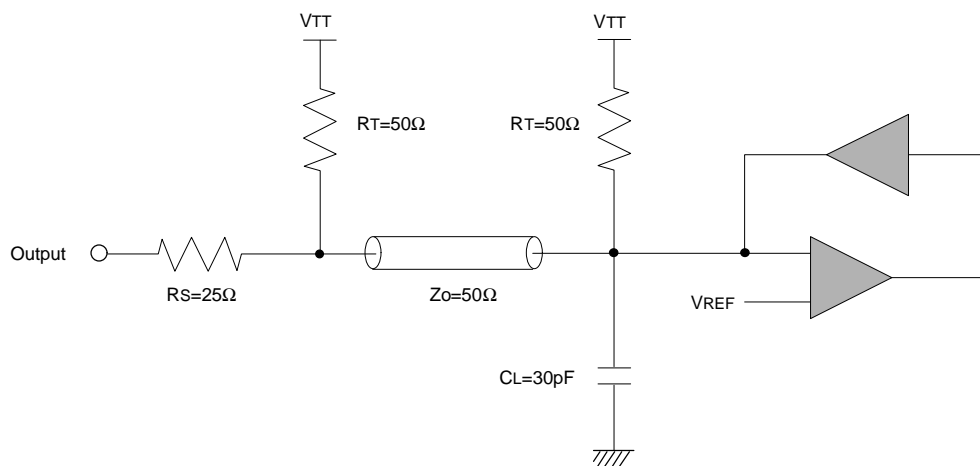 VTT
VTT
RT=50Ω
RT=50Ω
Output
RS=25Ω
Zo=50Ω
VREF
CL=30pF